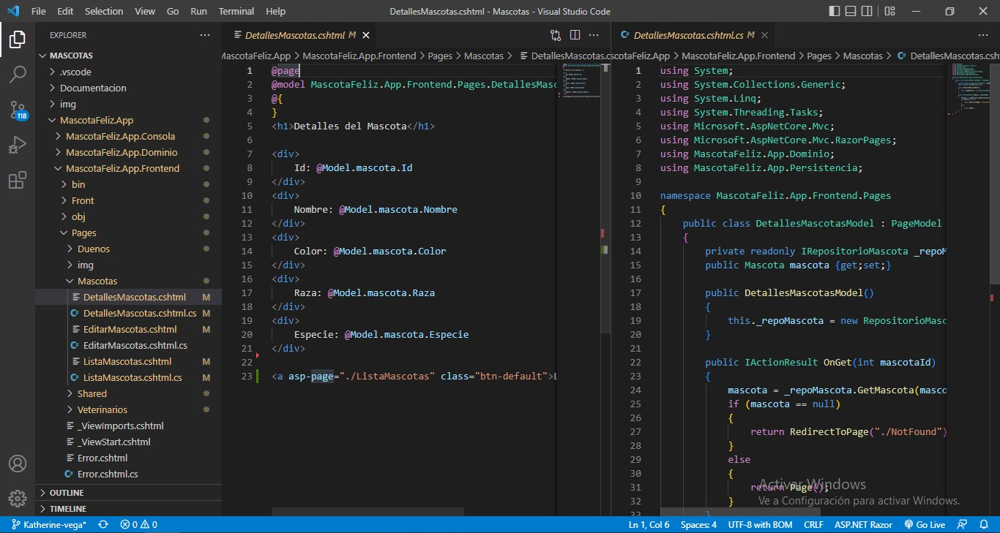 File Edit Selection View Go Run Terminal Help DetallesMascotas.cshtml - Mascotas - Visual Studio Code
EXPLORER
MASCOTAS
.vscode
Documentacion
img
MascotaFeliz.App
MascotaFeliz.App.Consola
MascotaFeliz.App.Dominio
MascotaFeliz.App.Frontend
bin
Front
obj
Pages
Duenos
img
Mascotas
DetallesMascotas.cshtml M
DetallesMascotas.cshtml.cs M
EditarMascotas.cshtml M
EditarMascotas.cshtml.cs
ListaMascotas.cshtml M
ListaMascotas.cshtml.cs M
Shared
Veterinarios
_ViewImports.cshtml
_ViewStart.cshtml
Error.cshtml
Error.cshtml.cs
OUTLINE
TIMELINE
118
DetallesMascotas.cshtml M
MascotaFeliz.App > MascotaFeliz.App.Frontend > Pages > Mascotas > DetallesMascotas.cs
1 @page
2 @model MascotaFeliz.App.Frontend.Pages.DetallesMasc
3 @{
4 }
5 <h1>Detalles del Mascota</h1>
6
7 <div>
8 Id: @Model.mascota.Id
9 </div>
10 <div>
11 Nombre: @Model.mascota.Nombre
12 </div>
13 <div>
14 Color: @Model.mascota.Color
15 </div>
16 <div>
17 Raza: @Model.mascota.Raza
18 </div>
19 <div>
20 Especie: @Model.mascota.Especie
21 </div>
22
23 <a asp-page="./ListaMascotas" class="btn-default">L
DetallesMascotas.cshtml.cs M
scotaFeliz.App > MascotaFeliz.App.Frontend > Pages > Mascotas > DetallesMascotas.csh
1 using System;
2 using System.Collections.Generic;
3 using System.Linq;
4 using System.Threading.Tasks;
5 using Microsoft.AspNetCore.Mvc;
6 using Microsoft.AspNetCore.Mvc.RazorPages;
7 using MascotaFeliz.App.Dominio;
8 using MascotaFeliz.App.Persistencia;
9
10 namespace MascotaFeliz.App.Frontend.Pages
11 {
12 public class DetallesMascotasModel : PageModel
13 {
14 private readonly IRepositorioMascota _repoM
15 public Mascota mascota {get;set;}
16
17 public DetallesMascotasModel()
18 {
19 this._repoMascota = new RepositorioMasc
20 }
21
22 public IActionResult OnGet(int mascotaId)
23 {
24 mascota = _repoMascota.GetMascota(masco
25 if (mascota == null)
26 {
27 return RedirectToPage("./NotFound")
28 }
29 else
30 {
31 return Page();
32 }
33 }
Activar Windows
Ve a Configuración para activar Windows.
Katherine-vega* 0 0 Ln 1, Col 6 Spaces: 4 UTF-8 with BOM CRLF ASP.NET Razor Go Live